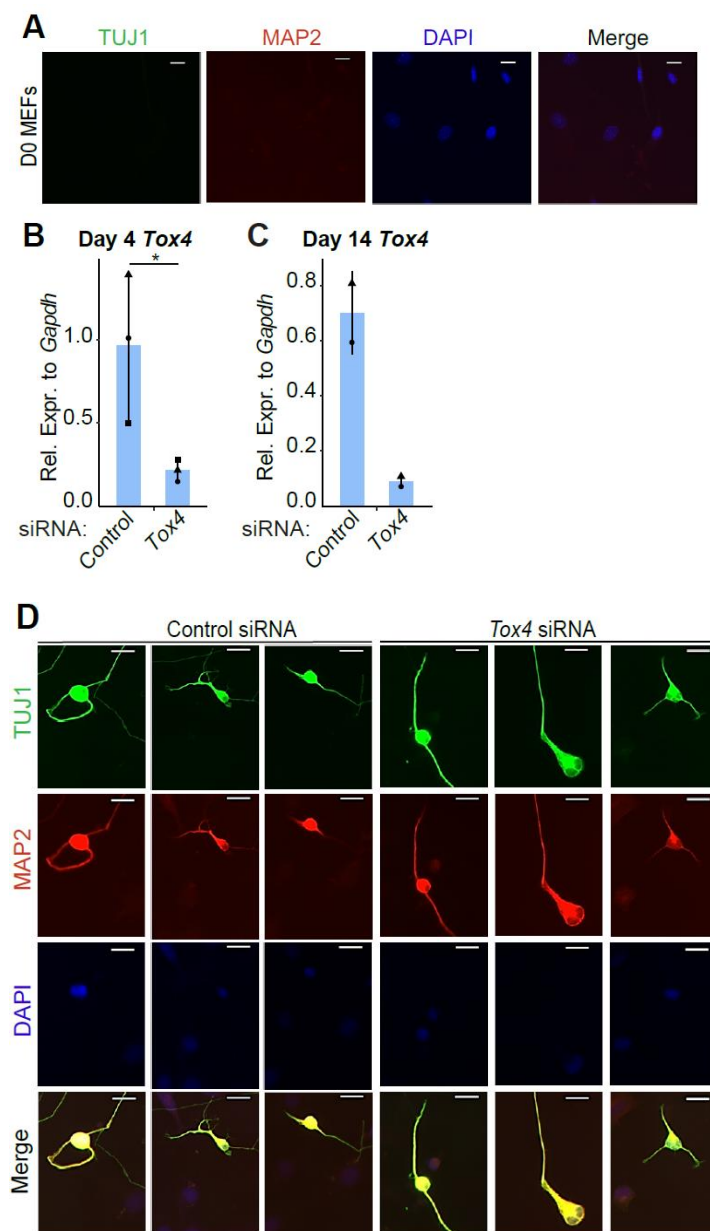 A
TUJ1 MAP2 DAPI Merge
D0 MEFs
B Day 4 Tox4
*
Rel. Expr. to Gapdh
1.0
0.5
0.0
siRNA: Control Tox4
C Day 14 Tox4
Rel. Expr. to Gapdh
0.8
0.6
0.4
0.2
0.0
siRNA: Control Tox4
D
Control siRNA Tox4 siRNA
TUJ1
MAP2
DAPI
Merge